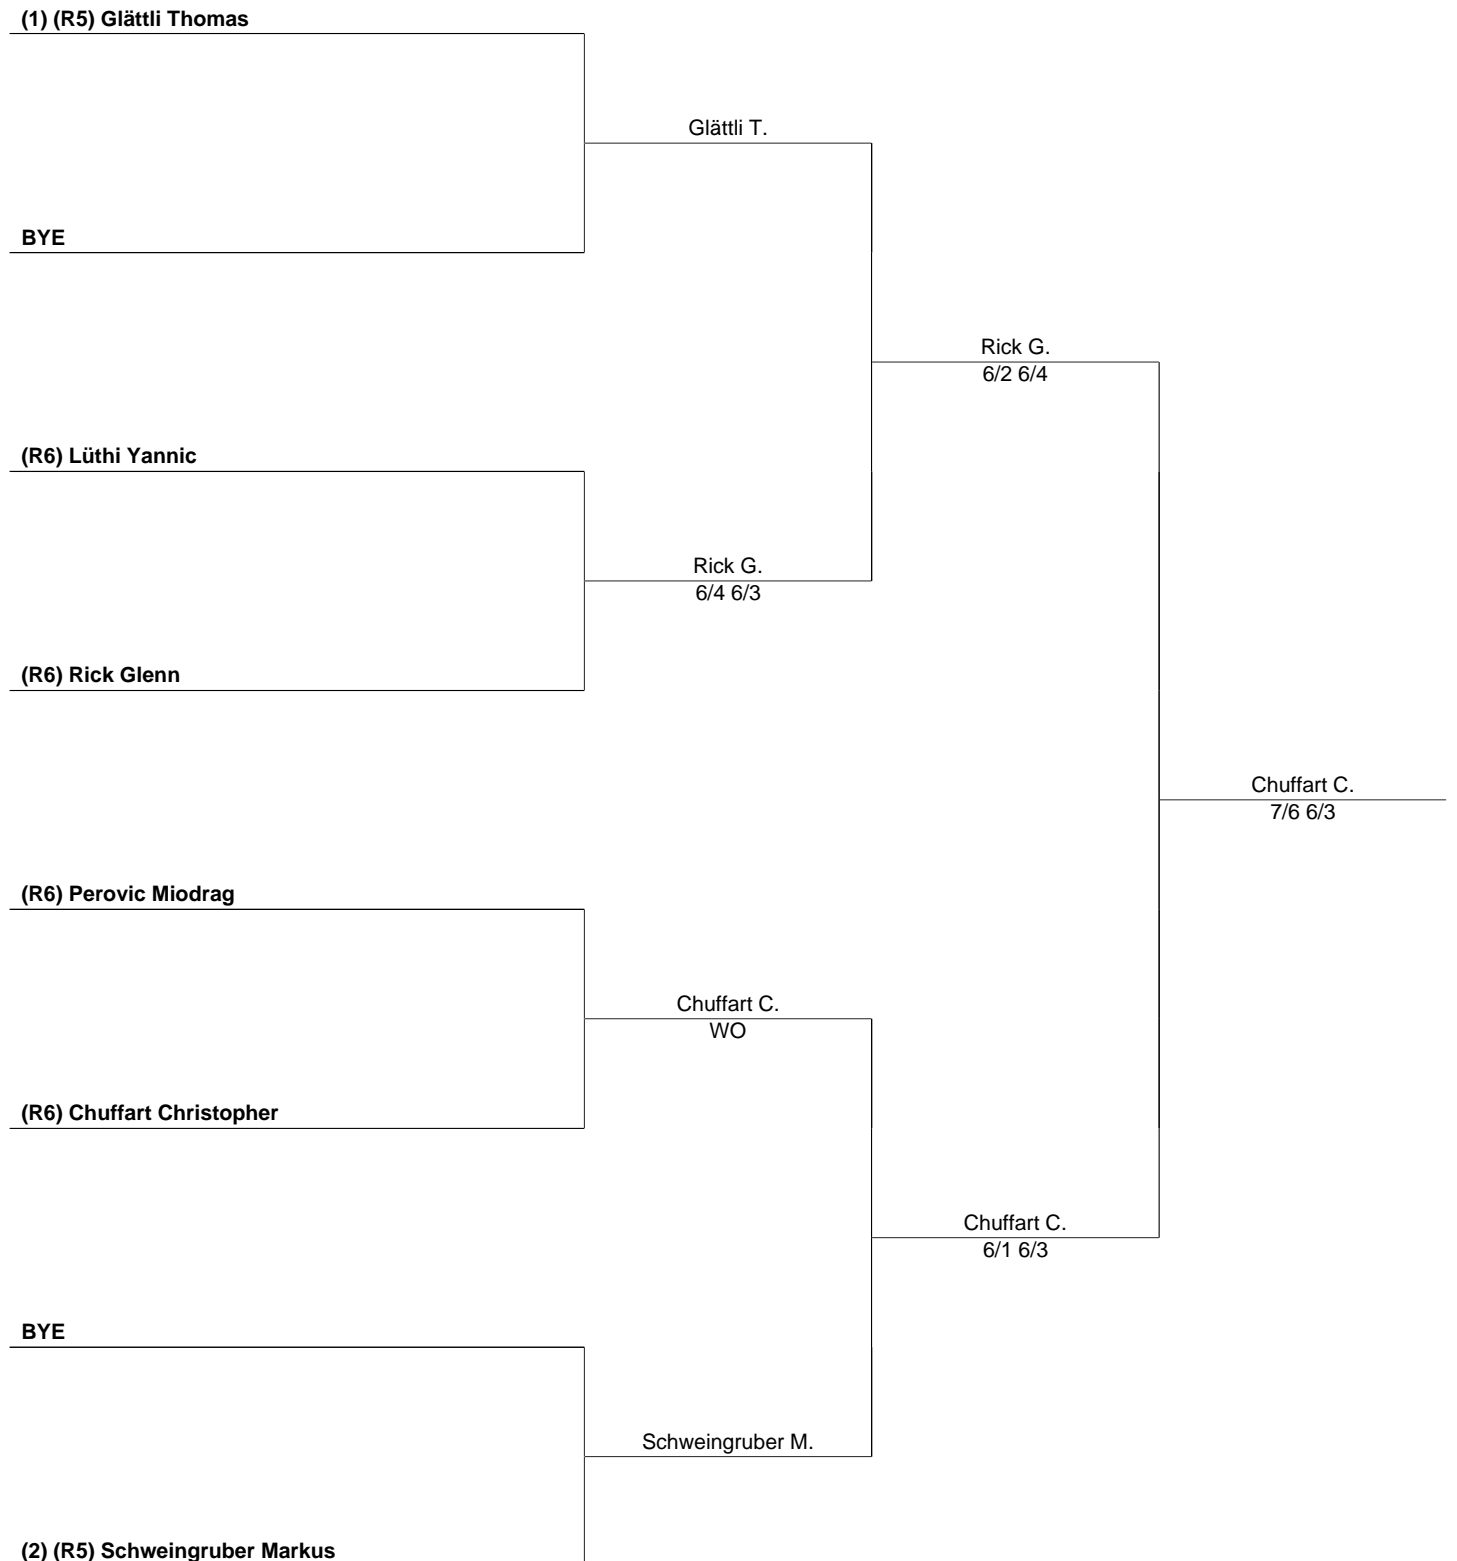 (1) (R5) Glättli Thomas
Glättli T.
BYE
Rick G.
6/2 6/4
(R6) Lüthi Yannic
Rick G.
6/4 6/3
(R6) Rick Glenn
Chuffart C.
7/6 6/3
(R6) Perovic Miodrag
Chuffart C.
WO
(R6) Chuffart Christopher
Chuffart C.
6/1 6/3
BYE
Schweingruber M.
(2) (R5) Schweingruber Markus